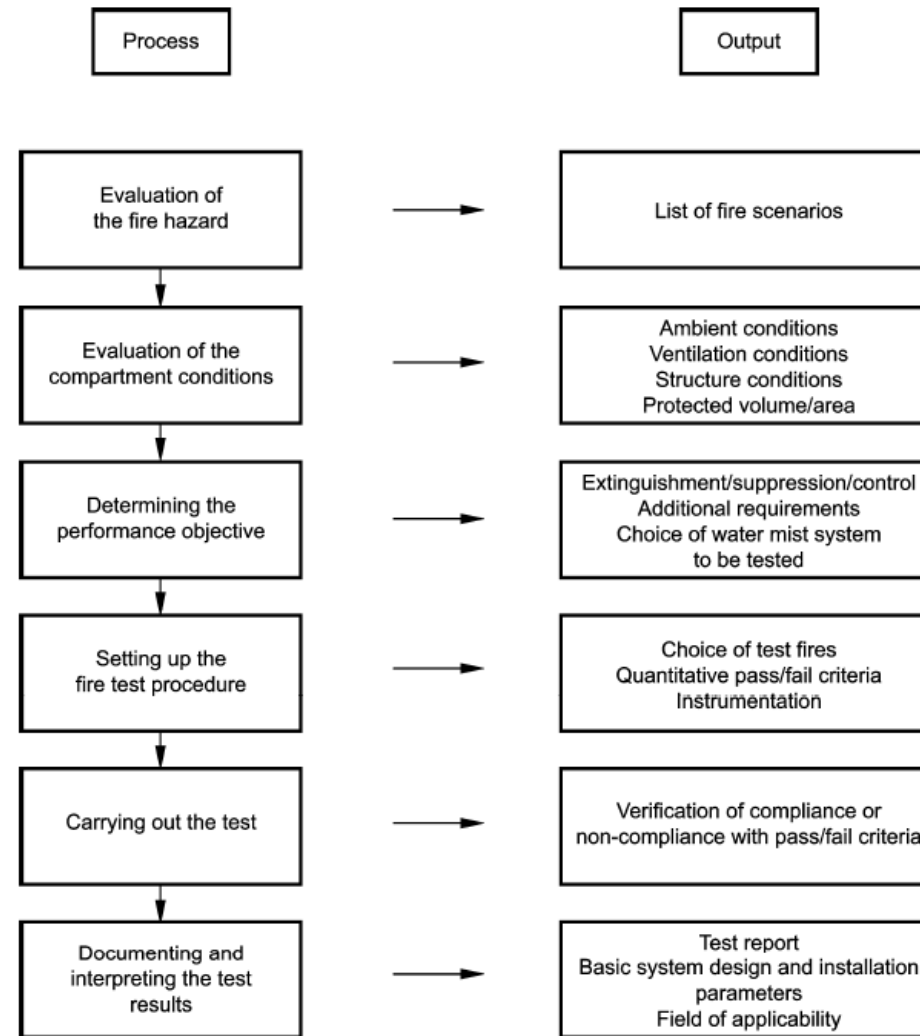 Process
Output
Evaluation of
the fire hazard
List of fire scenarios
Evaluation of the
compartment conditions
Ambient conditions
Ventilation conditions
Structure conditions
Protected volume/area
Determining the
performance objective
Extinguishment/suppression/control
Additional requirements
Choice of water mist system
to be tested
Setting up the
fire test procedure
Choice of test fires
Quantitative pass/fail criteria
Instrumentation
Carrying out the test
Verification of compliance or
non-compliance with pass/fail criteria
Documenting and
interpreting the test
results
Test report
Basic system design and installation
parameters
Field of applicability